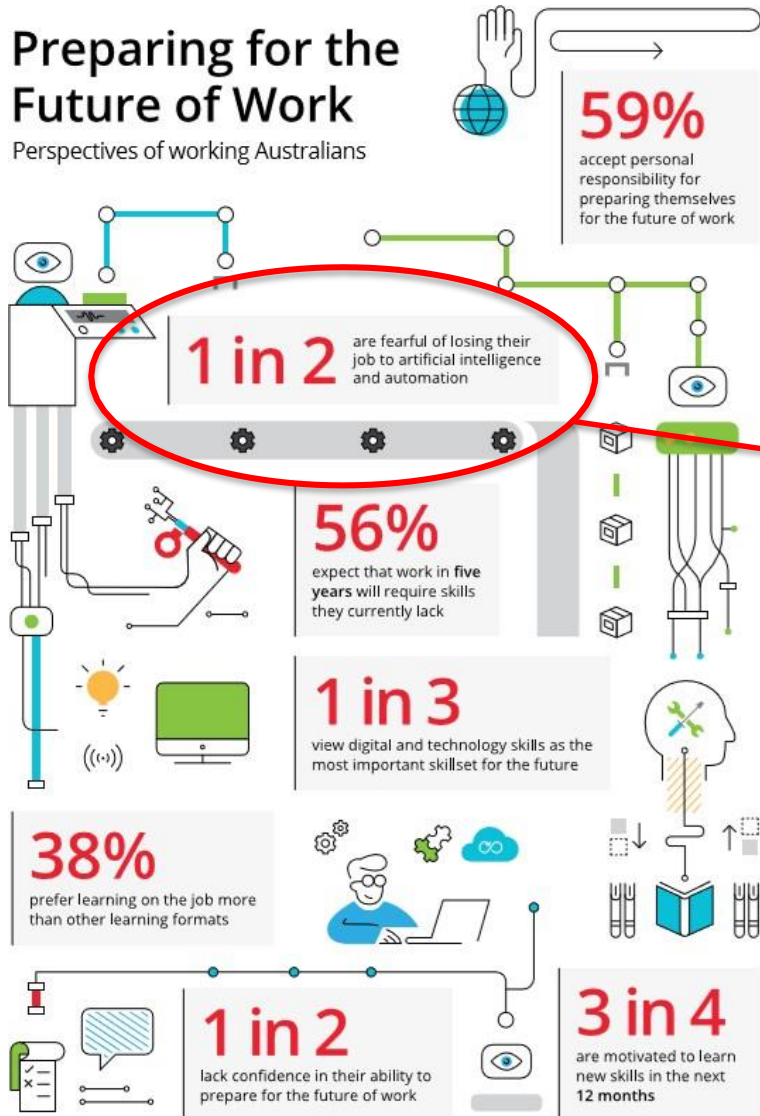 Preparing for the
Future of Work
Perspectives of working Australians
59%
accept personal
responsibility for
preparing themselves
for the future of work
1 in 2
are fearful of losing their
job to artificial intelligence
and automation
56%
expect that work in five
years will require skills
they currently lack
1 in 3
view digital and technology skills as the
most important skillset for the future
38%
prefer learning on the job more
than other learning formats
1 in 2
lack confidence in their ability to
prepare for the future of work
3 in 4
are motivated to learn
new skills in the next
12 months